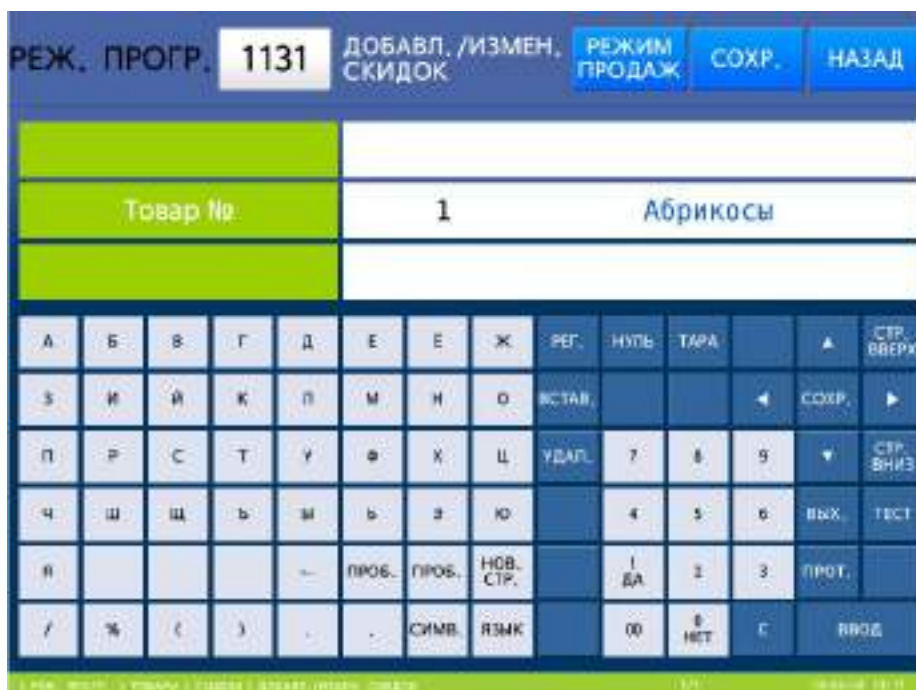 РЕЖ. ПРОГР. 1131 ДОБАВЛ./ИЗМЕН. СКИДОК РЕЖИМ ПРОДАЖ СОХР. НАЗАД
Товар № 1 Абрикосы
А Б В Г Д Е Ё Ж РЕГ. НУЛЬ ТАРА ▲ СТР. ВВЕРХ
З И Й К Л М Н О ВСТАВ. ◀ СОХР. ▶
П Р С Т У Ф Х Ц УДАЛ. 7 8 9 ▼ СТР. ВНИЗ
Ч Ш Щ Ъ Ы Ь Э Ю 4 5 6 ВЫХ. ТЕСТ
Я ← ПРОБ. ПРОБ. НОВ. СТР. 1 ДА 2 3 ПРОТ.
/ % ( ) СИМВ. ЯЗЫК 00 0 НЕТ С ВВОД